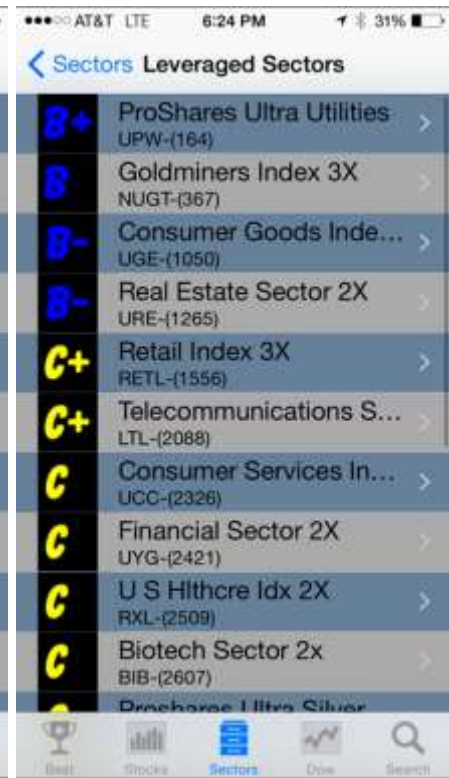 AT&T LTE 6:24 PM 31%
Sectors Leveraged Sectors
B+ ProShares Ultra Utilities
UPW-(164)
B Goldminers Index 3X
NUGT-(367)
B- Consumer Goods Inde...
UGE-(1050)
B- Real Estate Sector 2X
URE-(1265)
C+ Retail Index 3X
RETL-(1556)
C+ Telecommunications S...
LTL-(2088)
C Consumer Services In...
UCC-(2326)
C Financial Sector 2X
UYG-(2421)
C U S Hlthcre Idx 2X
RXL-(2509)
C Biotech Sector 2x
BIB-(2607)
Proshares Ultra Silver
Best Stocks Sectors Dow Search